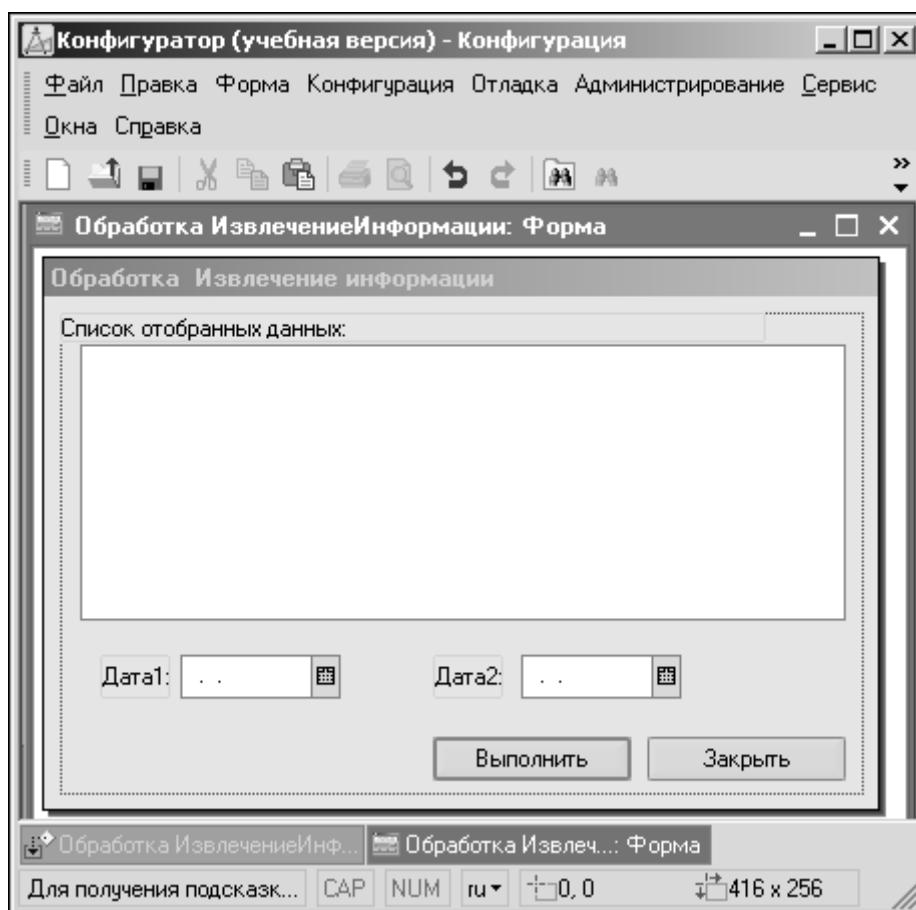 Конфигуратор (учебная версия) - Конфигурация
Файл Правка Форма Конфигурация Отладка Администрирование Сервис
Окна Справка
Обработка ИзвлечениеИнформации: Форма
Обработка Извлечение информации
Список отобранных данных:
Дата1: . . Дата2: . .
Выполнить Закрыть
Обработка ИзвлечениеИнф... Обработка Извлеч...: Форма
Для получения подсказк... CAP NUM ru 0, 0 416 x 256